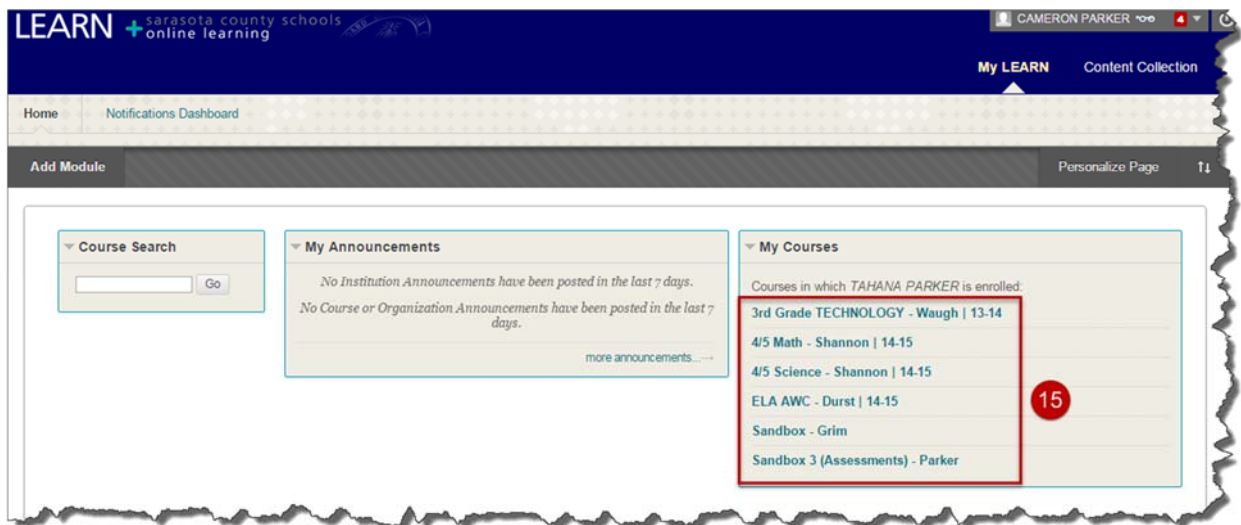 LEARN + sarasota county schools
online learning
CAMERON PARKER 4
My LEARN Content Collection
Home Notifications Dashboard
Add Module Personalize Page
Course Search
Go
My Announcements
No Institution Announcements have been posted in the last 7 days.
No Course or Organization Announcements have been posted in the last 7
days.
more announcements...→
My Courses
Courses in which TAHANA PARKER is enrolled:
3rd Grade TECHNOLOGY - Waugh | 13-14
4/5 Math - Shannon | 14-15
4/5 Science - Shannon | 14-15
ELA AWC - Durst | 14-15
Sandbox - Grim
Sandbox 3 (Assessments) - Parker
15